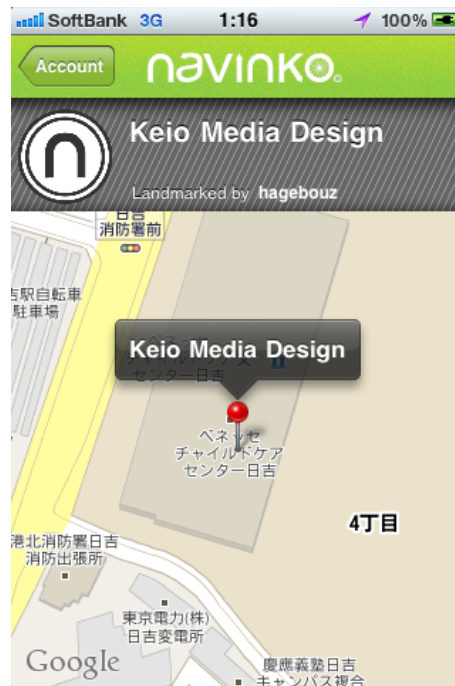 SoftBank 3G 1:16 100%
Account
navinko
Keio Media Design
Landmarked by hagebouz
日吉
消防署前
吉駅自転車
駐車場
Keio Media Design
センター日吉
ベネッセ
チャイルドケア
センター日吉
4丁目
港北消防署日吉
消防出張所
東京電力(株)
日吉変電所
Google
慶應義塾日吉
キャンパス複合